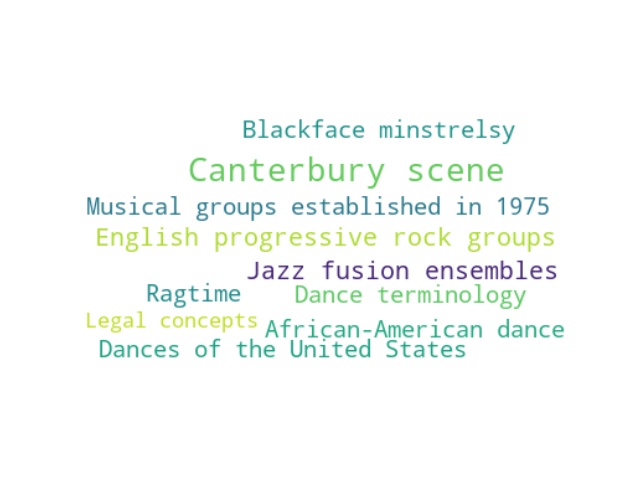 Blackface minstrelsy
Canterbury scene
Musical groups established in 1975
English progressive rock groups
Jazz fusion ensembles
Ragtime
Dance terminology
Legal concepts
African-American dance
Dances of the United States